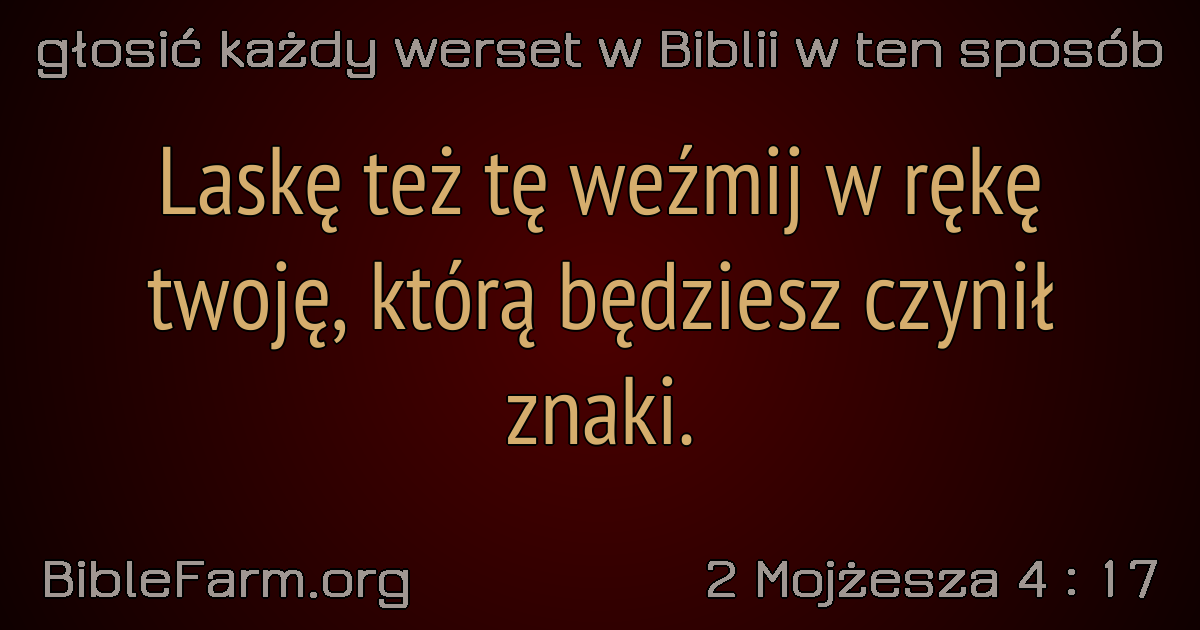 głosić każdy werset w Biblii w ten sposób
Laskę też tę weźmij w rękę
twoję, którą będziesz czynił
znaki.
BibleFarm.org
2 Mojżesza 4 : 17